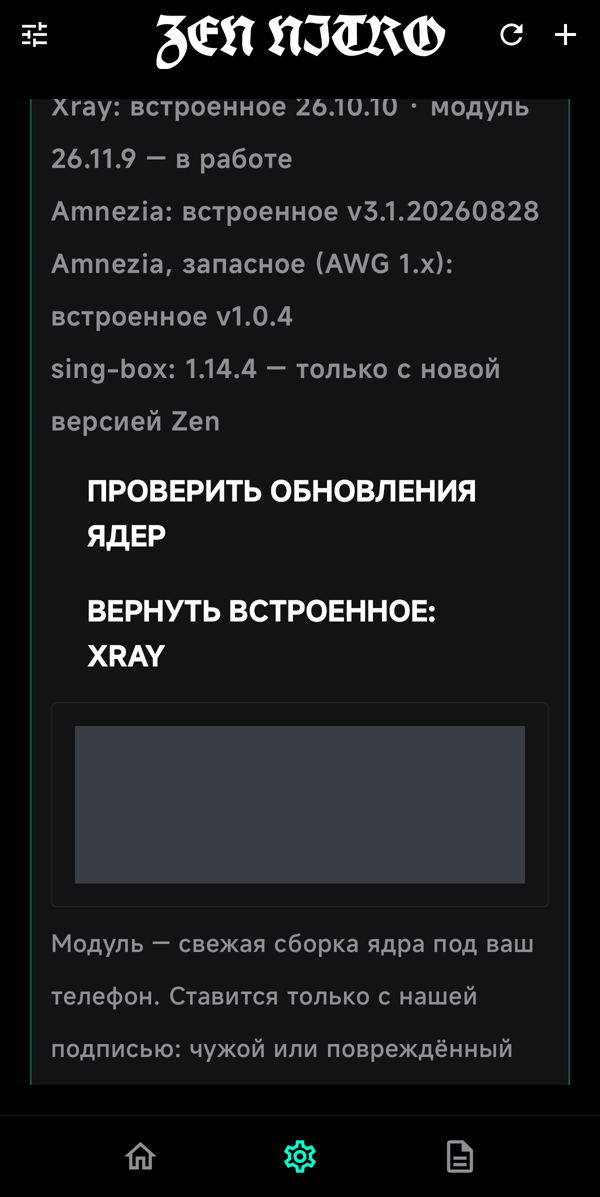 ZEN NITRO
Xray: встроенное 26.10.10 · модуль
26.11.9 — в работе
Amnezia: встроенное v3.1.20260828
Amnezia, запасное (AWG 1.x):
встроенное v1.0.4
sing-box: 1.14.4 — только с новой
версией Zen
ПРОВЕРИТЬ ОБНОВЛЕНИЯ
ЯДЕР
ВЕРНУТЬ ВСТРОЕННОЕ:
XRAY
Модуль — свежая сборка ядра под ваш
телефон. Ставится только с нашей
подписью: чужой или повреждённый